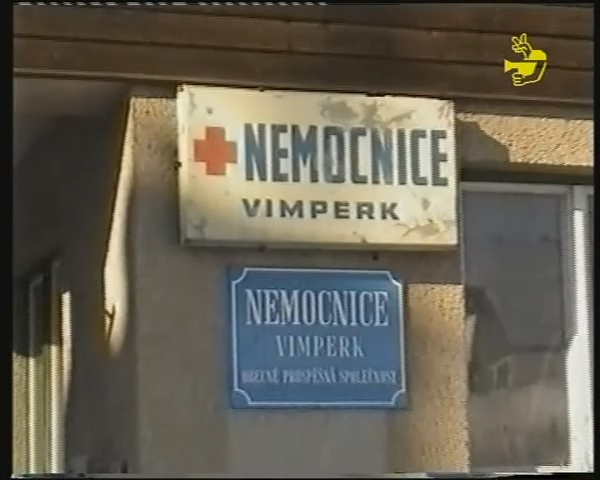 NEMOCNICE
VIMPERK
NEMOCNICE
VIMPERK
OBECNĚ PROSPĚŠNÁ SPOLEČNOST